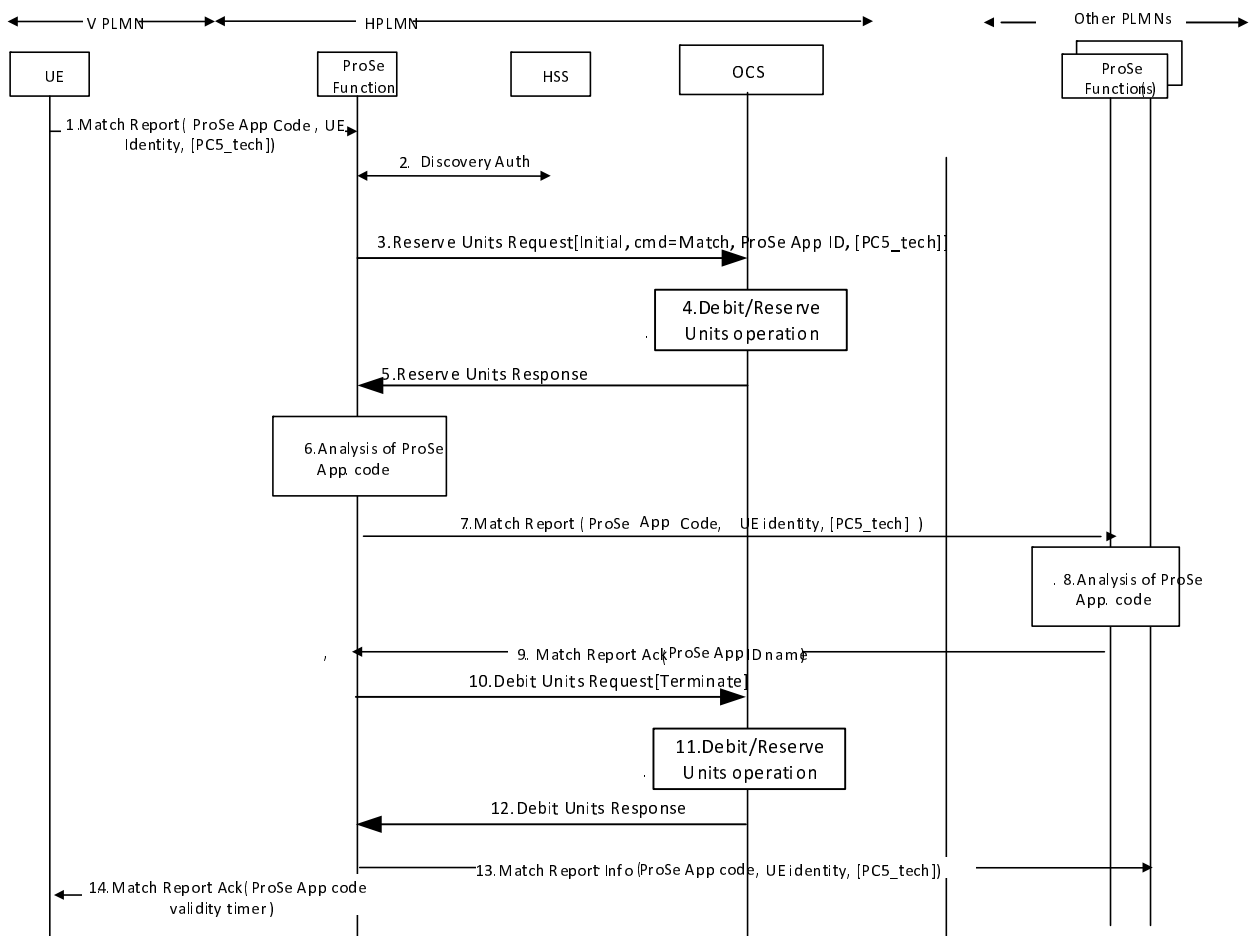 V PLMN
HPLMN
Other PLMNs
UE
ProSe
Function
HSS
OCS
ProSe
Functions()
1.Match Report( ProSe App Code , UE
Identity, [PC5_tech])
2. Discovery Auth
3.Reserve Units Request[Initial, cmd=Match, ProSe App ID, [PC5_tech]]
4.Debit/Reserve
Units operation
.
5.Reserve Units Response
6.Analysis of ProSe
App. code
7.Match Report ( ProSe App Code, UE identity, [PC5_tech] )
. 8.Analysis of ProSe
App. code
,
9.. Match Report Ack(ProSe App ID name)
10.Debit Units Request[Terminate]
11.Debit/Reserve
Units operation
.
12.Debit Units Response
13.Match Report Info (ProSe App code, UE identity, [PC5_tech])
14.Match Report Ack( ProSe App code
validity timer)